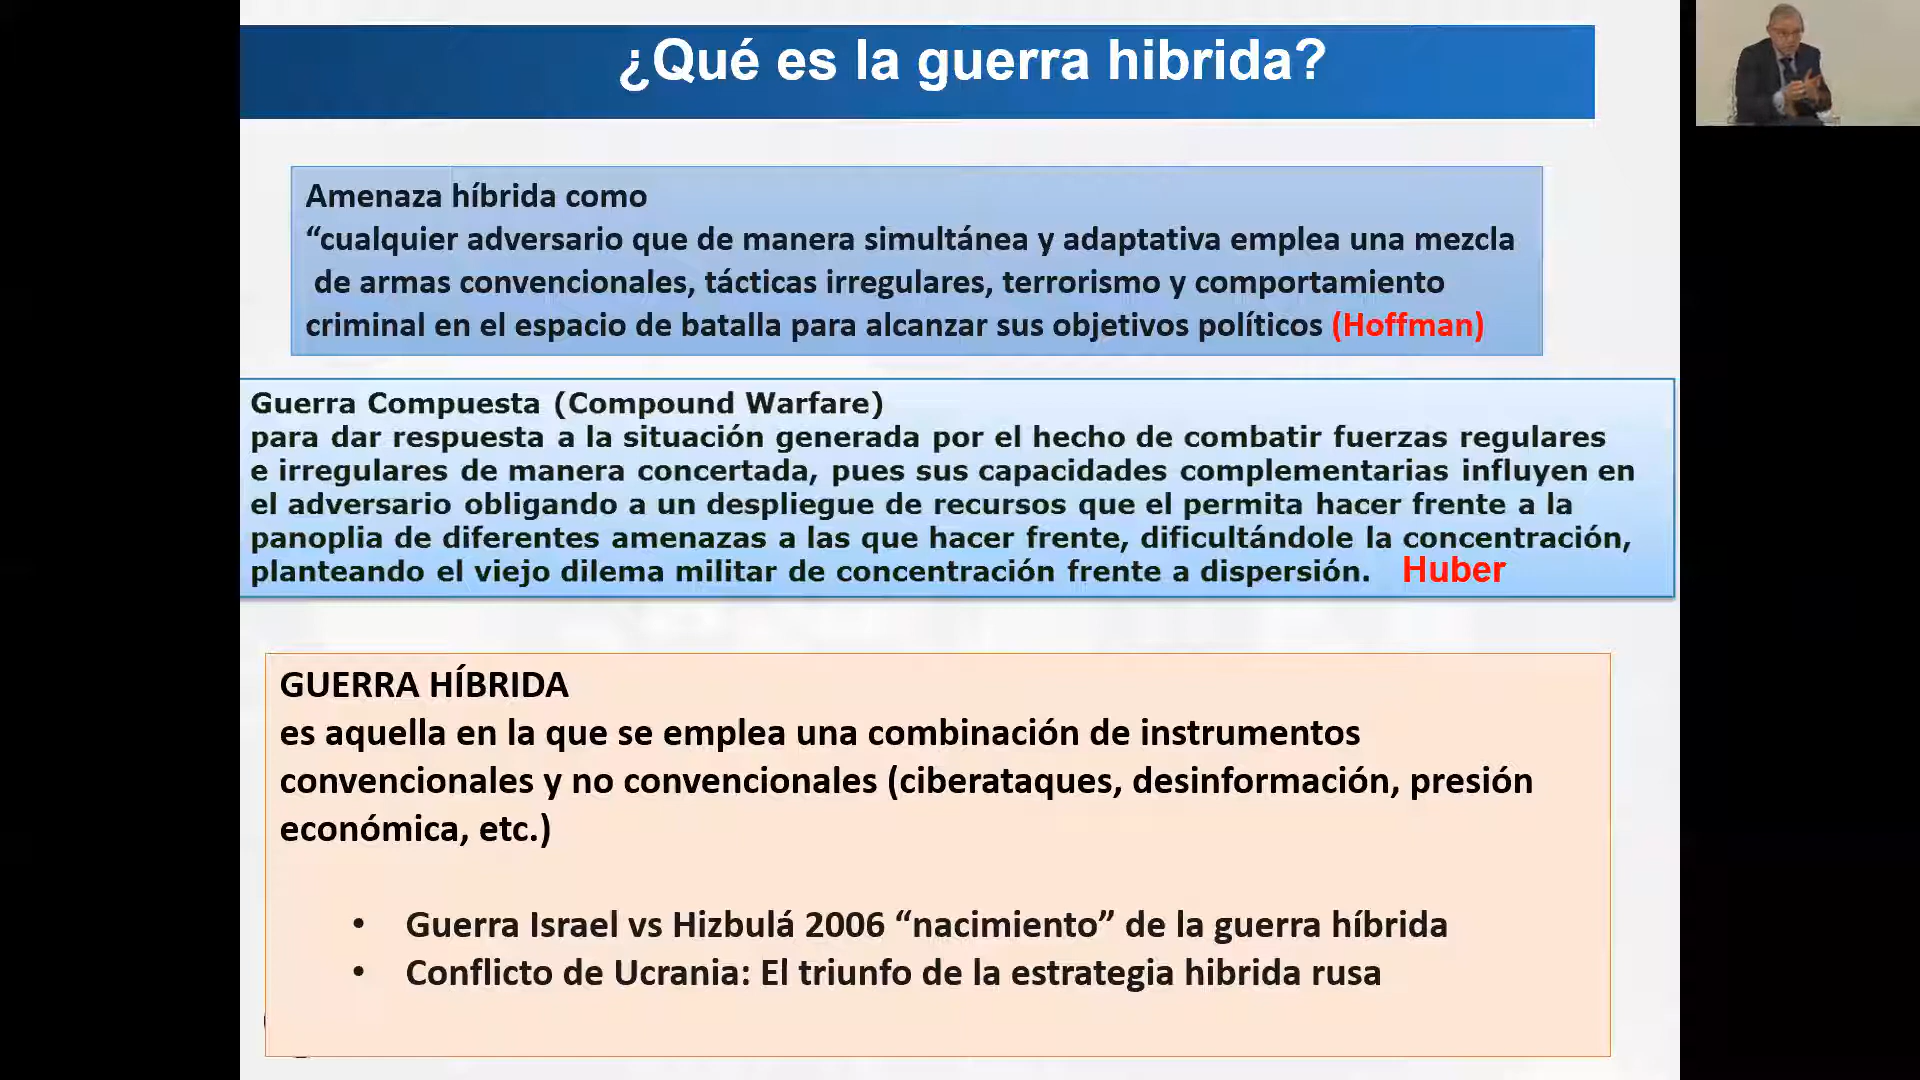 ¿Qué es la guerra hibrida?
Amenaza híbrida como
“cualquier adversario que de manera simultánea y adaptativa emplea una mezcla
de armas convencionales, tácticas irregulares, terrorismo y comportamiento
criminal en el espacio de batalla para alcanzar sus objetivos políticos (Hoffman)
Guerra Compuesta (Compound Warfare)
para dar respuesta a la situación generada por el hecho de combatir fuerzas regulares
e irregulares de manera concertada, pues sus capacidades complementarias influyen en
el adversario obligando a un despliegue de recursos que el permita hacer frente a la
panoplia de diferentes amenazas a las que hacer frente, dificultándole la concentración,
planteando el viejo dilema militar de concentración frente a dispersión. Huber
GUERRA HÍBRIDA
es aquella en la que se emplea una combinación de instrumentos
convencionales y no convencionales (ciberataques, desinformación, presión
económica, etc.)
• Guerra Israel vs Hizbulá 2006 “nacimiento” de la guerra híbrida
• Conflicto de Ucrania: El triunfo de la estrategia hibrida rusa